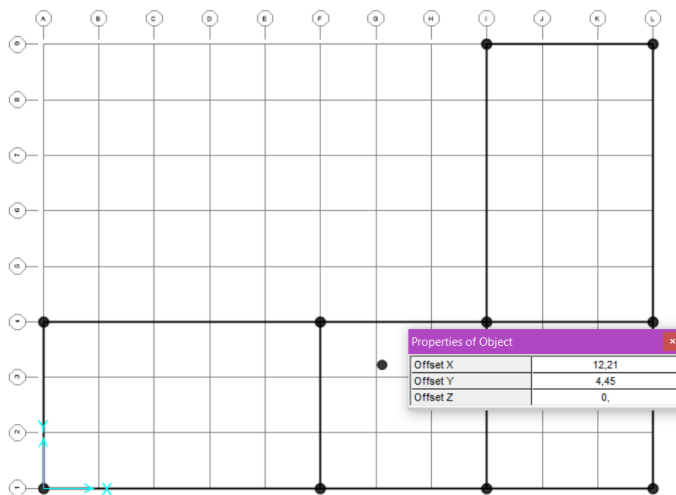 A B C D E F G H I J K L
9
8
7
6
5
4
Properties of Object ×
Offset X 12,21
Offset Y 4,45
Offset Z 0,
3
2
Y
1
X